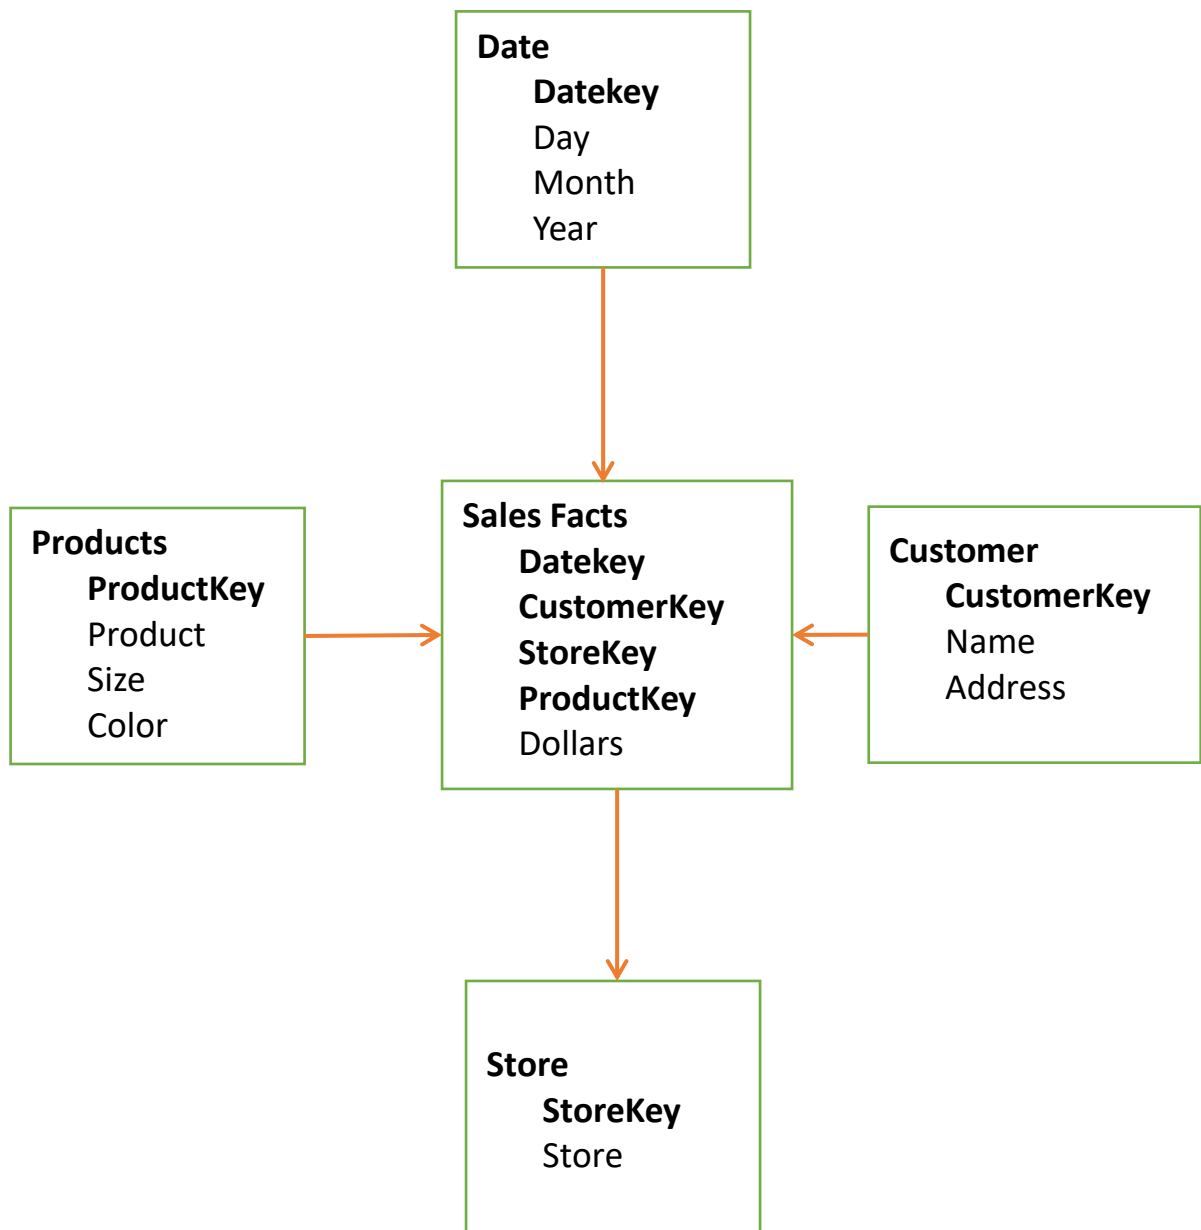 Date
Datekey
Day
Month
Year
Products
ProductKey
Product
Size
Color
Sales Facts
Datekey
CustomerKey
StoreKey
ProductKey
Dollars
Customer
CustomerKey
Name
Address
Store
StoreKey
Store